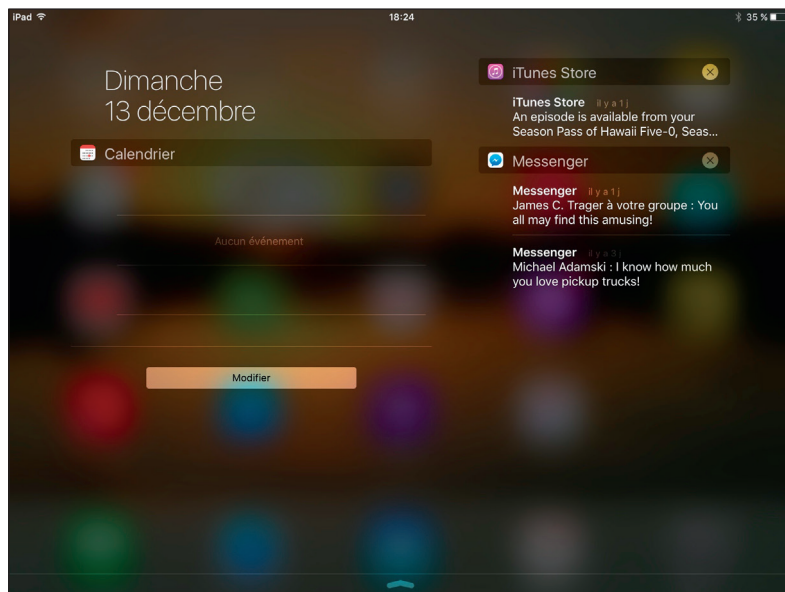 iPad
18:24
35 %
Dimanche
13 décembre
Calendrier
Aucun événement
Modifier
iTunes Store
iTunes Store il y a 1 j
An episode is available from your
Season Pass of Hawaii Five-0, Seas...
Messenger
Messenger il y a 1 j
James C. Trager à votre groupe : You
all may find this amusing!
Messenger il y a 3 j
Michael Adamski : I know how much
you love pickup trucks!